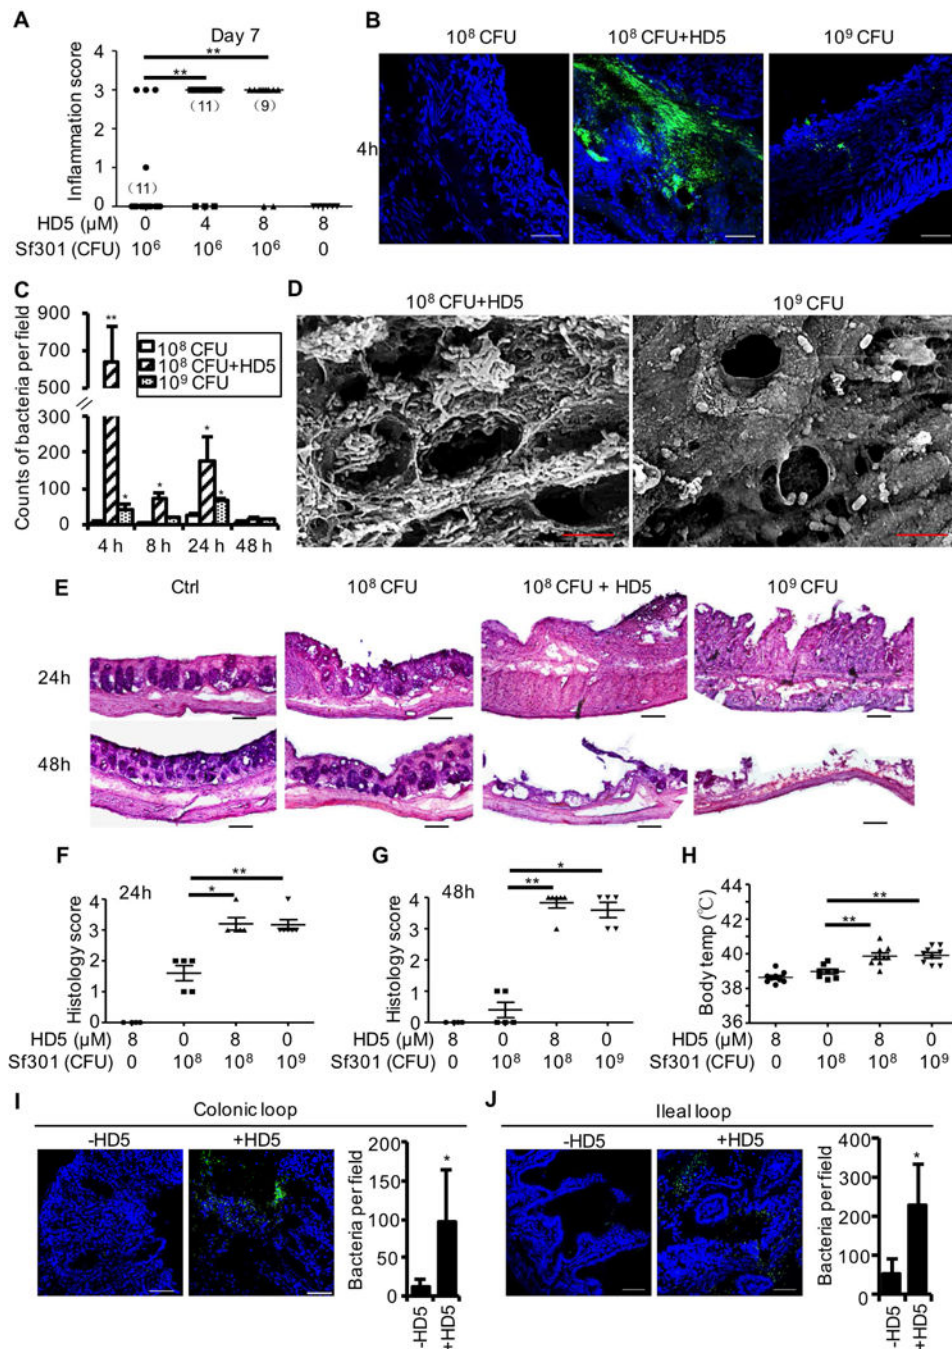 A
Day 7
**
**
Inflammation score
4
3
2
1
0
(11)
(11)
(9)
HD5 (μM) 0 4 8 8
Sf301 (CFU) 10⁶ 10⁶ 10⁶ 0
B
10⁸ CFU 10⁸ CFU+HD5 10⁹ CFU
4h
C
Counts of bacteria per field
900
700
500
300
200
100
0
10⁸ CFU
10⁸ CFU+HD5
10⁹ CFU
**
*
*
*
*
4 h 8 h 24 h 48 h
D
10⁸ CFU+HD5 10⁹ CFU
E
Ctrl 10⁸ CFU 10⁸ CFU + HD5 10⁹ CFU
24h
48h
F
24h
**
*
Histology score
4
3
2
1
0
HD5 (μM) 8 0 8 0
Sf301 (CFU) 0 10⁸ 10⁸ 10⁹
G
48h
*
**
Histology score
4
3
2
1
0
HD5 (μM) 8 0 8 0
Sf301 (CFU) 0 10⁸ 10⁸ 10⁹
H
**
**
Body temp (°C)
42
40
38
36
HD5 (μM) 8 0 8 0
Sf301 (CFU) 0 10⁸ 10⁸ 10⁹
I
Colonic loop
-HD5 +HD5
Bacteria per field
200
150
100
50
0
*
-HD5
+HD5
J
Ileal loop
-HD5 +HD5
Bacteria per field
400
300
200
100
0
*
-HD5
+HD5